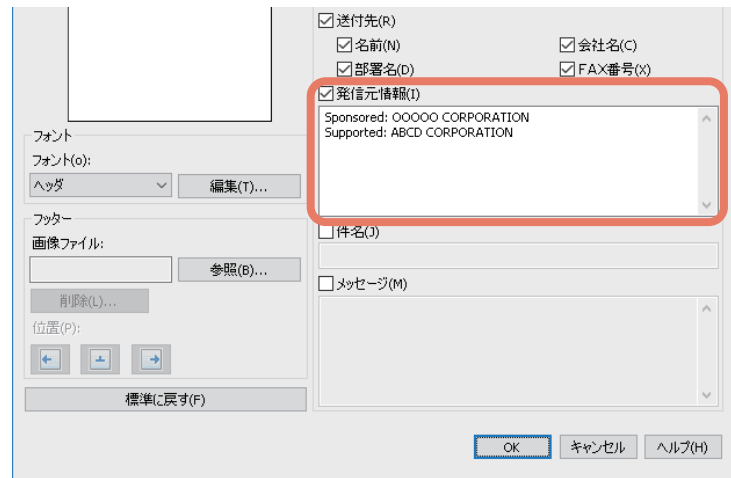 送付先(R)
名前(N)
会社名(C)
部署名(D)
FAX番号(X)
発信元情報(I)
Sponsored: OOOOO CORPORATION
Supported: ABCD CORPORATION
フォント
フォント(o):
ヘッダ
編集(T)...
フッター
画像ファイル:
参照(B)...
削除(L)...
位置(P):
標準に戻す(F)
件名(J)
メッセージ(M)
OK
キャンセル
ヘルプ(H)